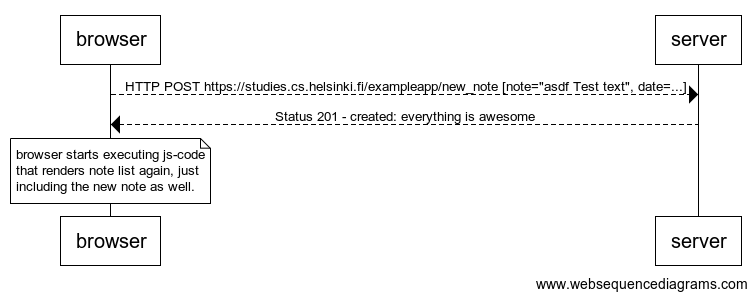 browser
server
HTTP POST https://studies.cs.helsinki.fi/exampleapp/new_note [note="asdf Test text", date=...]
Status 201 - created: everything is awesome
browser starts executing js-code
that renders note list again, just
including the new note as well.
browser
server
www.websequencediagrams.com